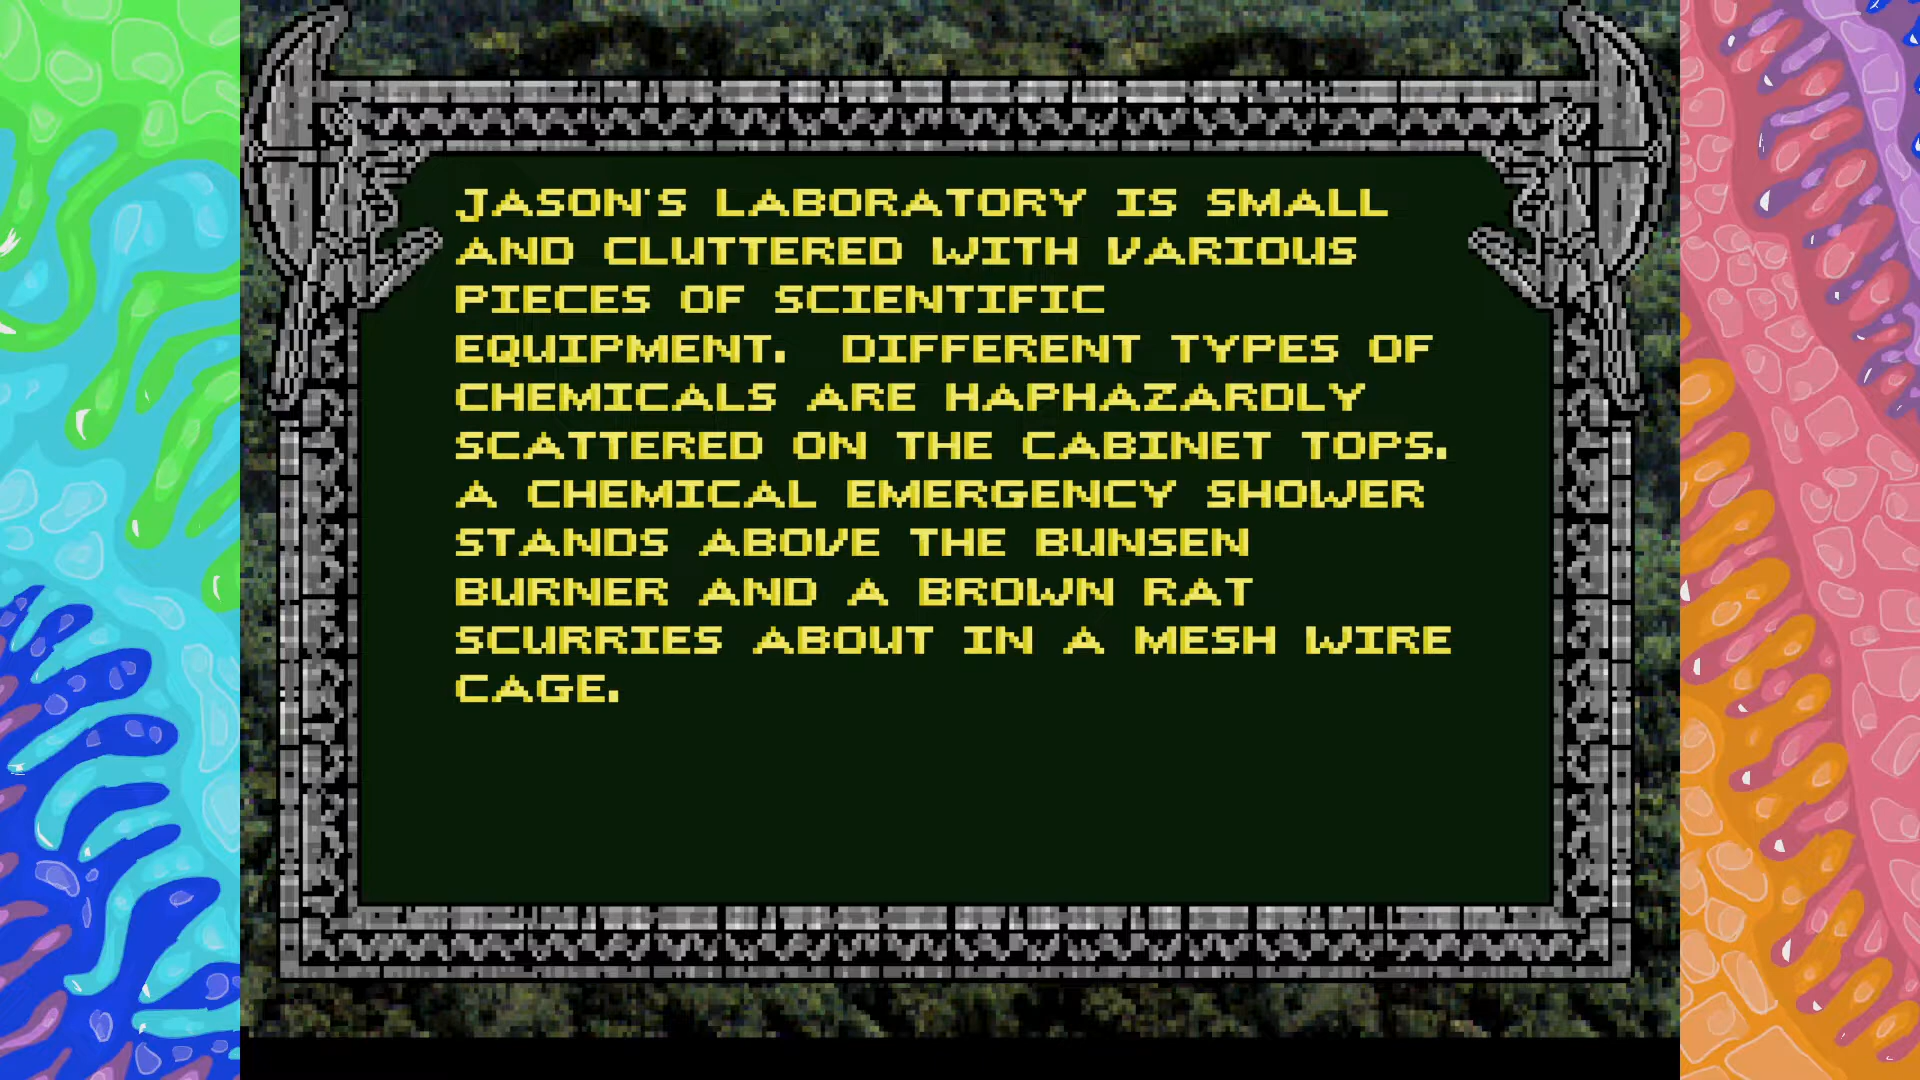 JASON'S LABORATORY IS SMALL
AND CLUTTERED WITH VARIOUS
PIECES OF SCIENTIFIC
EQUIPMENT.  DIFFERENT TYPES OF
CHEMICALS ARE HAPHAZARDLY
SCATTERED ON THE CABINET TOPS.
A CHEMICAL EMERGENCY SHOWER
STANDS ABOVE THE BUNSEN
BURNER AND A BROWN RAT
SCURRIES ABOUT IN A MESH WIRE
CAGE.